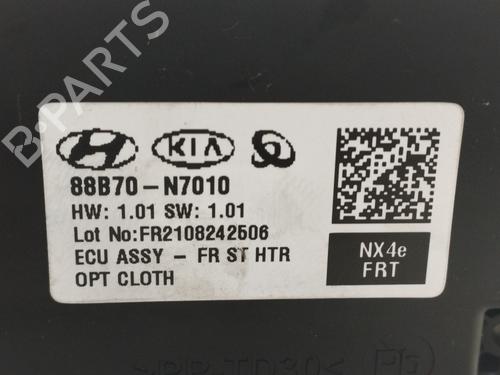 KIA
88B70-N7010
HW: 1.01 SW: 1.01
Lot No:FR2108242506
ECU ASSY - FR ST HTR
OPT CLOTH
NX4e
FRT
B-PARTS